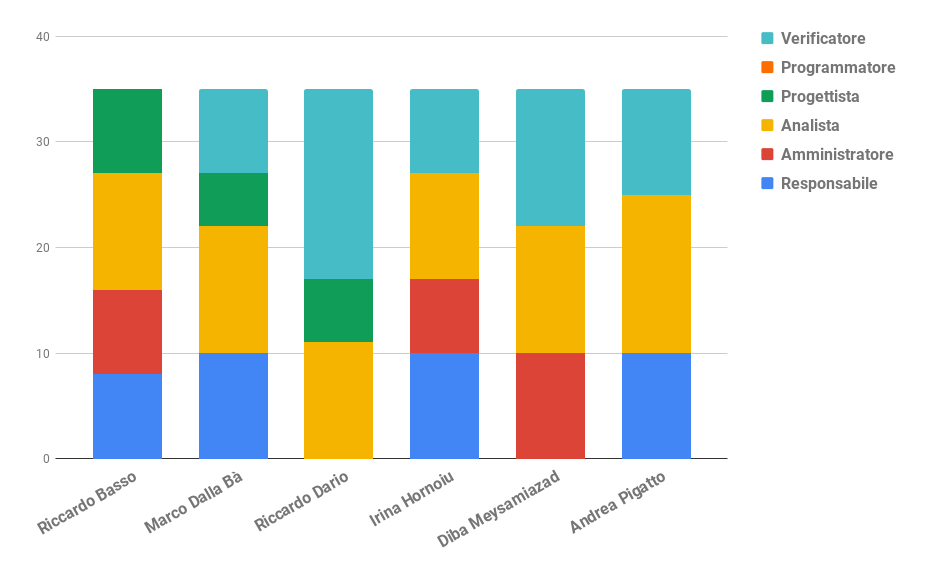 40
30
20
10
0
Riccardo Basso
Marco Dalla Bà
Riccardo Dario
Irina Hornoiu
Diba Meysamiazad
Andrea Pigatto
Verificatore
Programmatore
Progettista
Analista
Amministratore
Responsabile